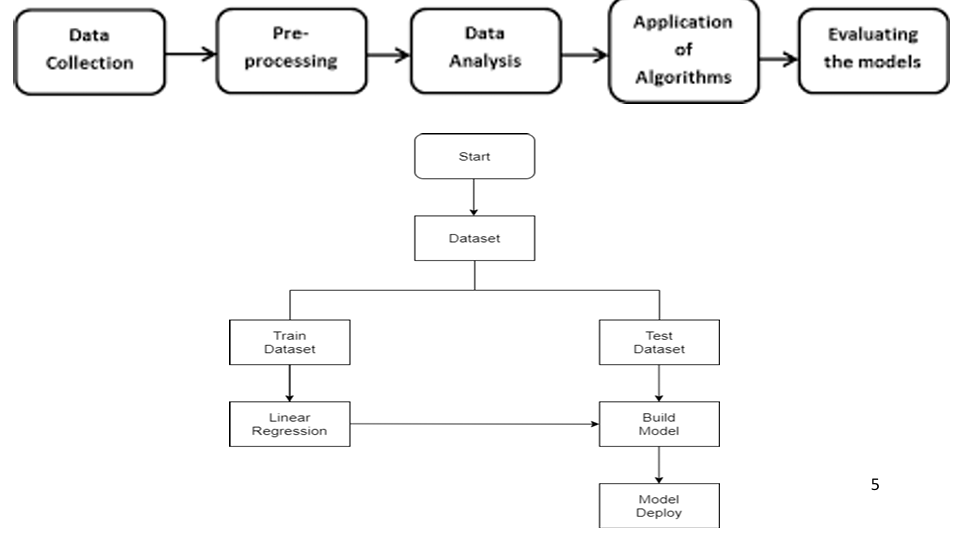 Data
Collection
Pre-
processing
Data
Analysis
Application
of
Algorithms
Evaluating
the models
Start
Dataset
Train
Dataset
Test
Dataset
Linear
Regression
Build
Model
Model
Deploy
5